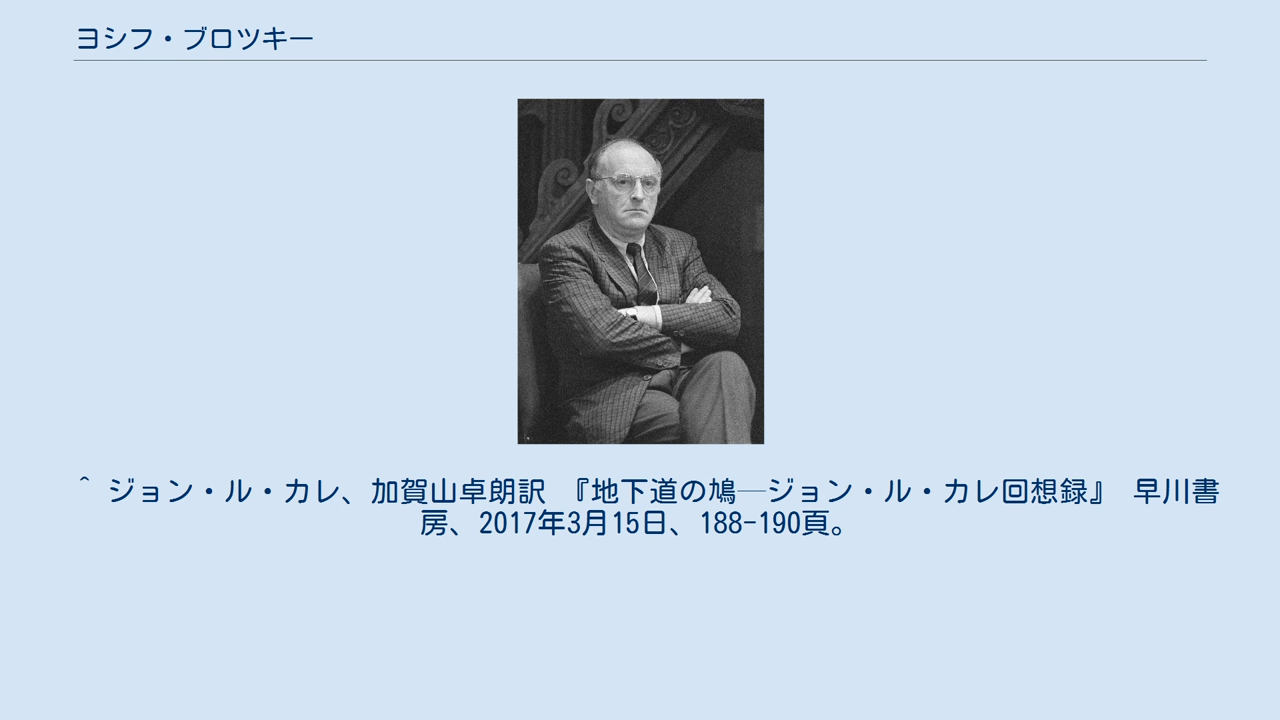 ヨシフ・ブロツキー
^ ジョン・ル・カレ、加賀山卓朗訳 『地下道の鳩―ジョン・ル・カレ回想録』 早川書
房、2017年3月15日、188-190頁。